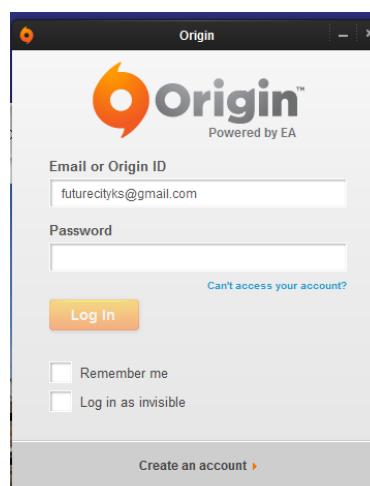 Origin
Origin™
Powered by EA
Email or Origin ID
futurecityks@gmail.com
Password
Can't access your account?
Log In
Remember me
Log in as invisible
Create an account